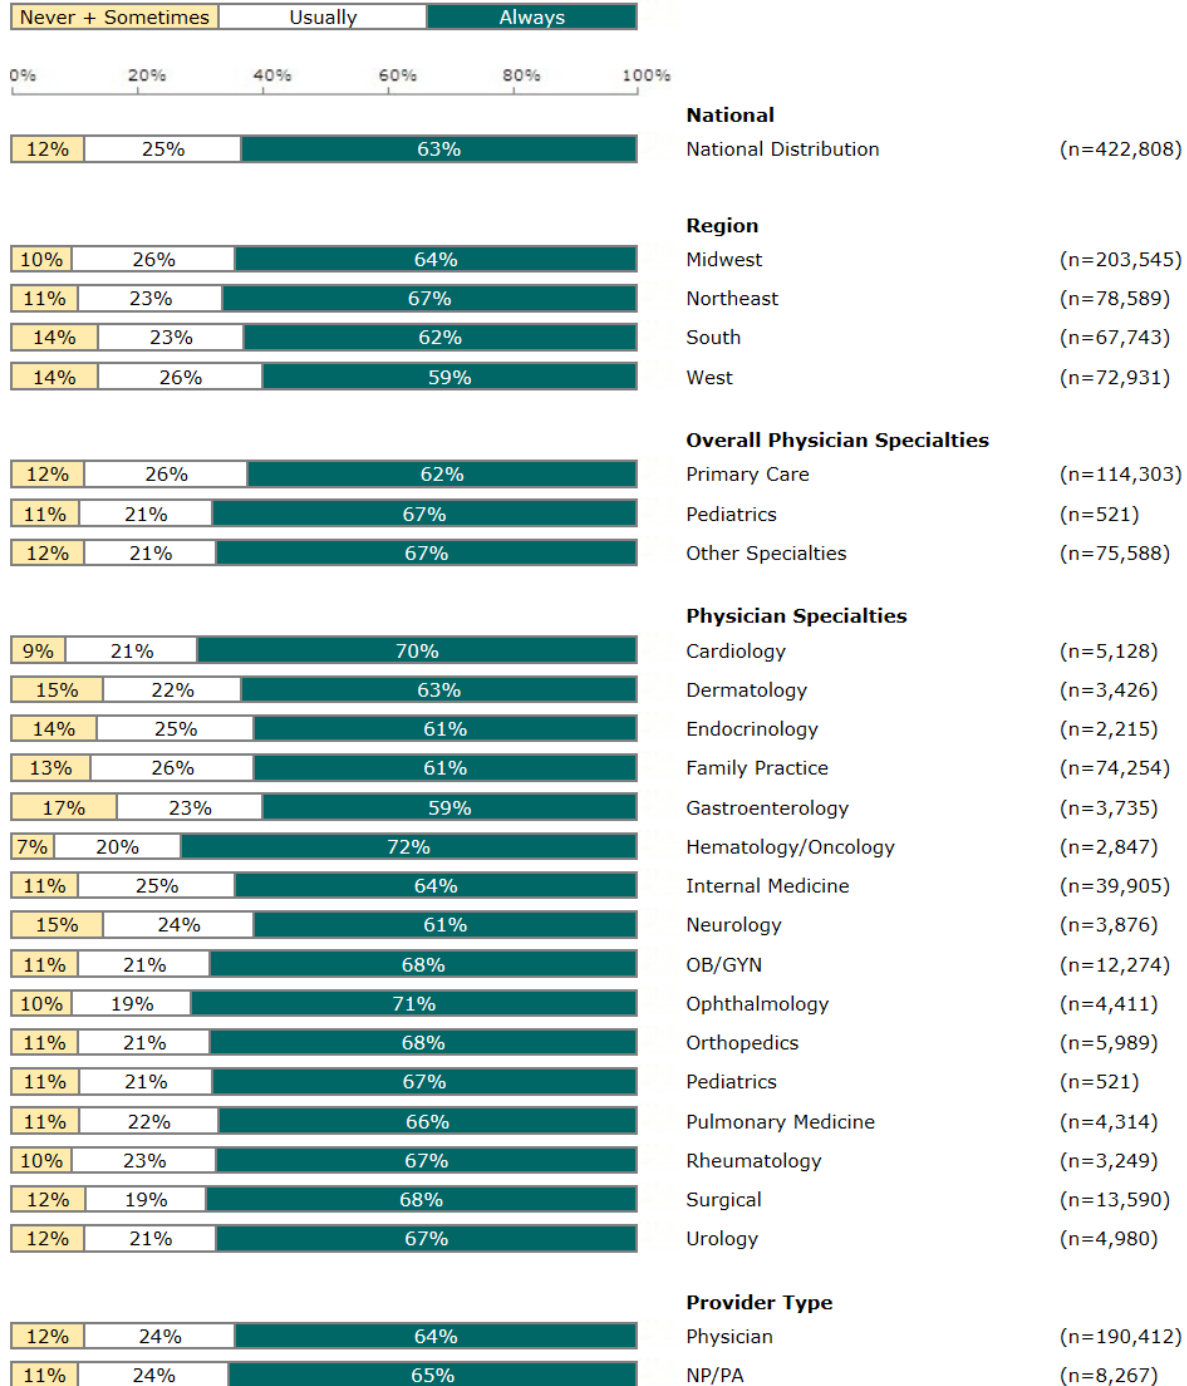 Never + Sometimes Usually Always
0% 20% 40% 60% 80% 100%
National
12% 25% 63% National Distribution (n=422,808)
Region
10% 26% 64% Midwest (n=203,545)
11% 23% 67% Northeast (n=78,589)
14% 23% 62% South (n=67,743)
14% 26% 59% West (n=72,931)
Overall Physician Specialties
12% 26% 62% Primary Care (n=114,303)
11% 21% 67% Pediatrics (n=521)
12% 21% 67% Other Specialties (n=75,588)
Physician Specialties
9% 21% 70% Cardiology (n=5,128)
15% 22% 63% Dermatology (n=3,426)
14% 25% 61% Endocrinology (n=2,215)
13% 26% 61% Family Practice (n=74,254)
17% 23% 59% Gastroenterology (n=3,735)
7% 20% 72% Hematology/Oncology (n=2,847)
11% 25% 64% Internal Medicine (n=39,905)
15% 24% 61% Neurology (n=3,876)
11% 21% 68% OB/GYN (n=12,274)
10% 19% 71% Ophthalmology (n=4,411)
11% 21% 68% Orthopedics (n=5,989)
11% 21% 67% Pediatrics (n=521)
11% 22% 66% Pulmonary Medicine (n=4,314)
10% 23% 67% Rheumatology (n=3,249)
12% 19% 68% Surgical (n=13,590)
12% 21% 67% Urology (n=4,980)
Provider Type
12% 24% 64% Physician (n=190,412)
11% 24% 65% NP/PA (n=8,267)